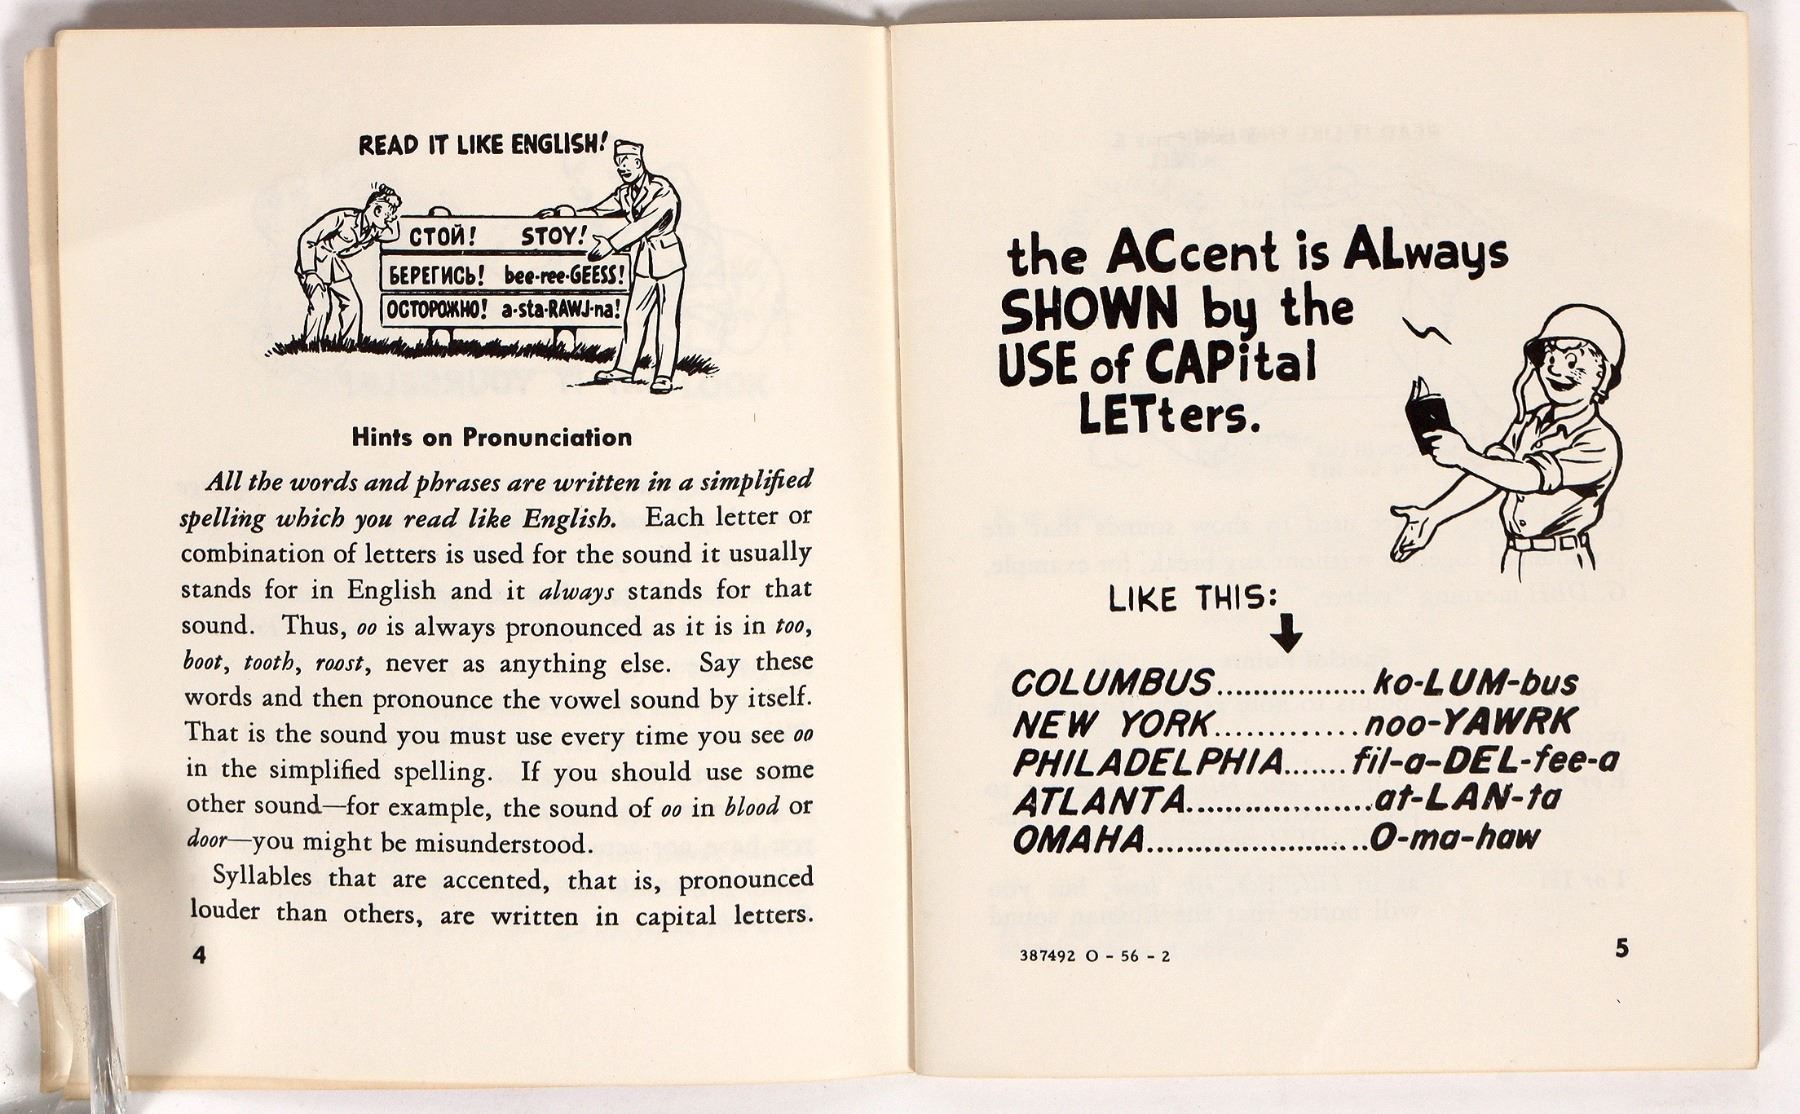 READ IT LIKE ENGLISH!
СТОЙ! STOY!
БЕРЕГИСЬ! bee-ree-GEESS!
ОСТОРОЖНО! a-sta-RAWJ-na!
Hints on Pronunciation
All the words and phrases are written in a simplified
spelling which you read like English. Each letter or
combination of letters is used for the sound it usually
stands for in English and it always stands for that
sound. Thus, oo is always pronounced as it is in too,
boot, tooth, roost, never as anything else. Say these
words and then pronounce the vowel sound by itself.
That is the sound you must use every time you see oo
in the simplified spelling. If you should use some
other sound—for example, the sound of oo in blood or
door—you might be misunderstood.
Syllables that are accented, that is, pronounced
louder than others, are written in capital letters.
4
the ACcent is ALways
SHOWN by the
USE of CAPital
LETters.
LIKE THIS:
COLUMBUS.................ko-LUM-bus
NEW YORK.............noo-YAWRK
PHILADELPHIA.......fil-a-DEL-fee-a
ATLANTA....................at-LAN-ta
OMAHA........................O-ma-haw
387492 O - 56 - 2
5